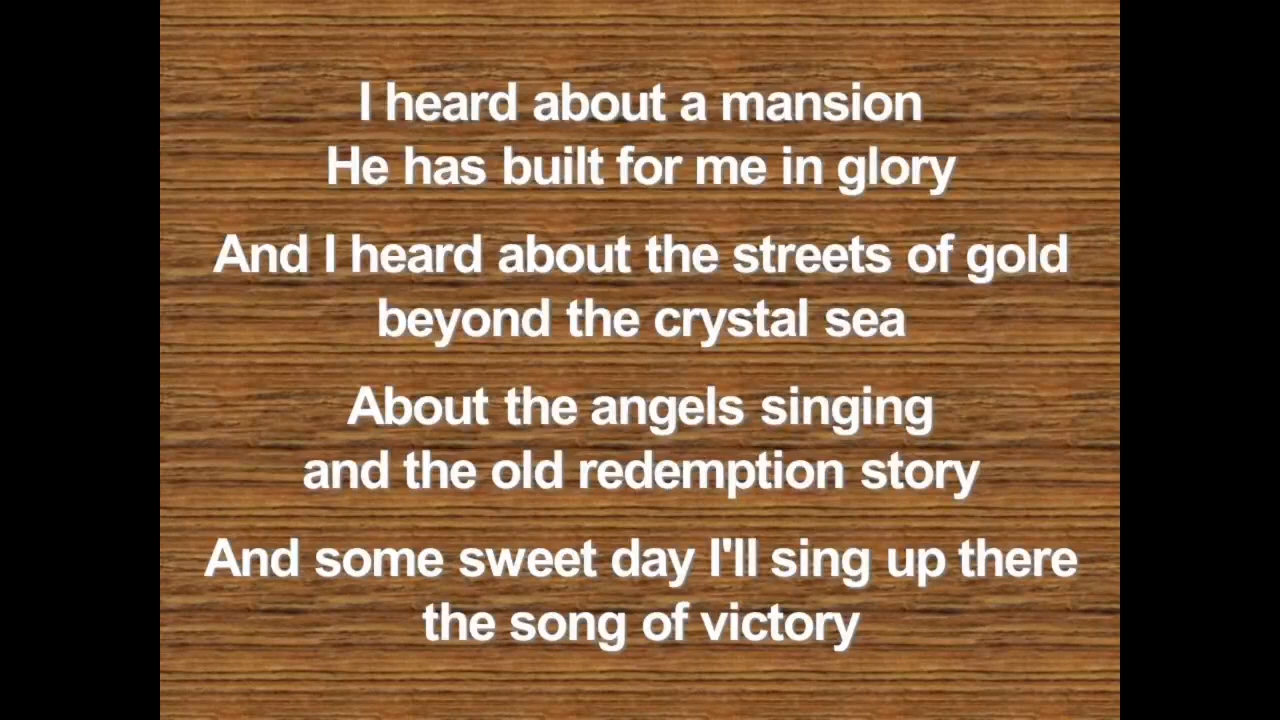 I heard about a mansion
He has built for me in glory
And I heard about the streets of gold
beyond the crystal sea
About the angels singing
and the old redemption story
And some sweet day I'll sing up there
the song of victory